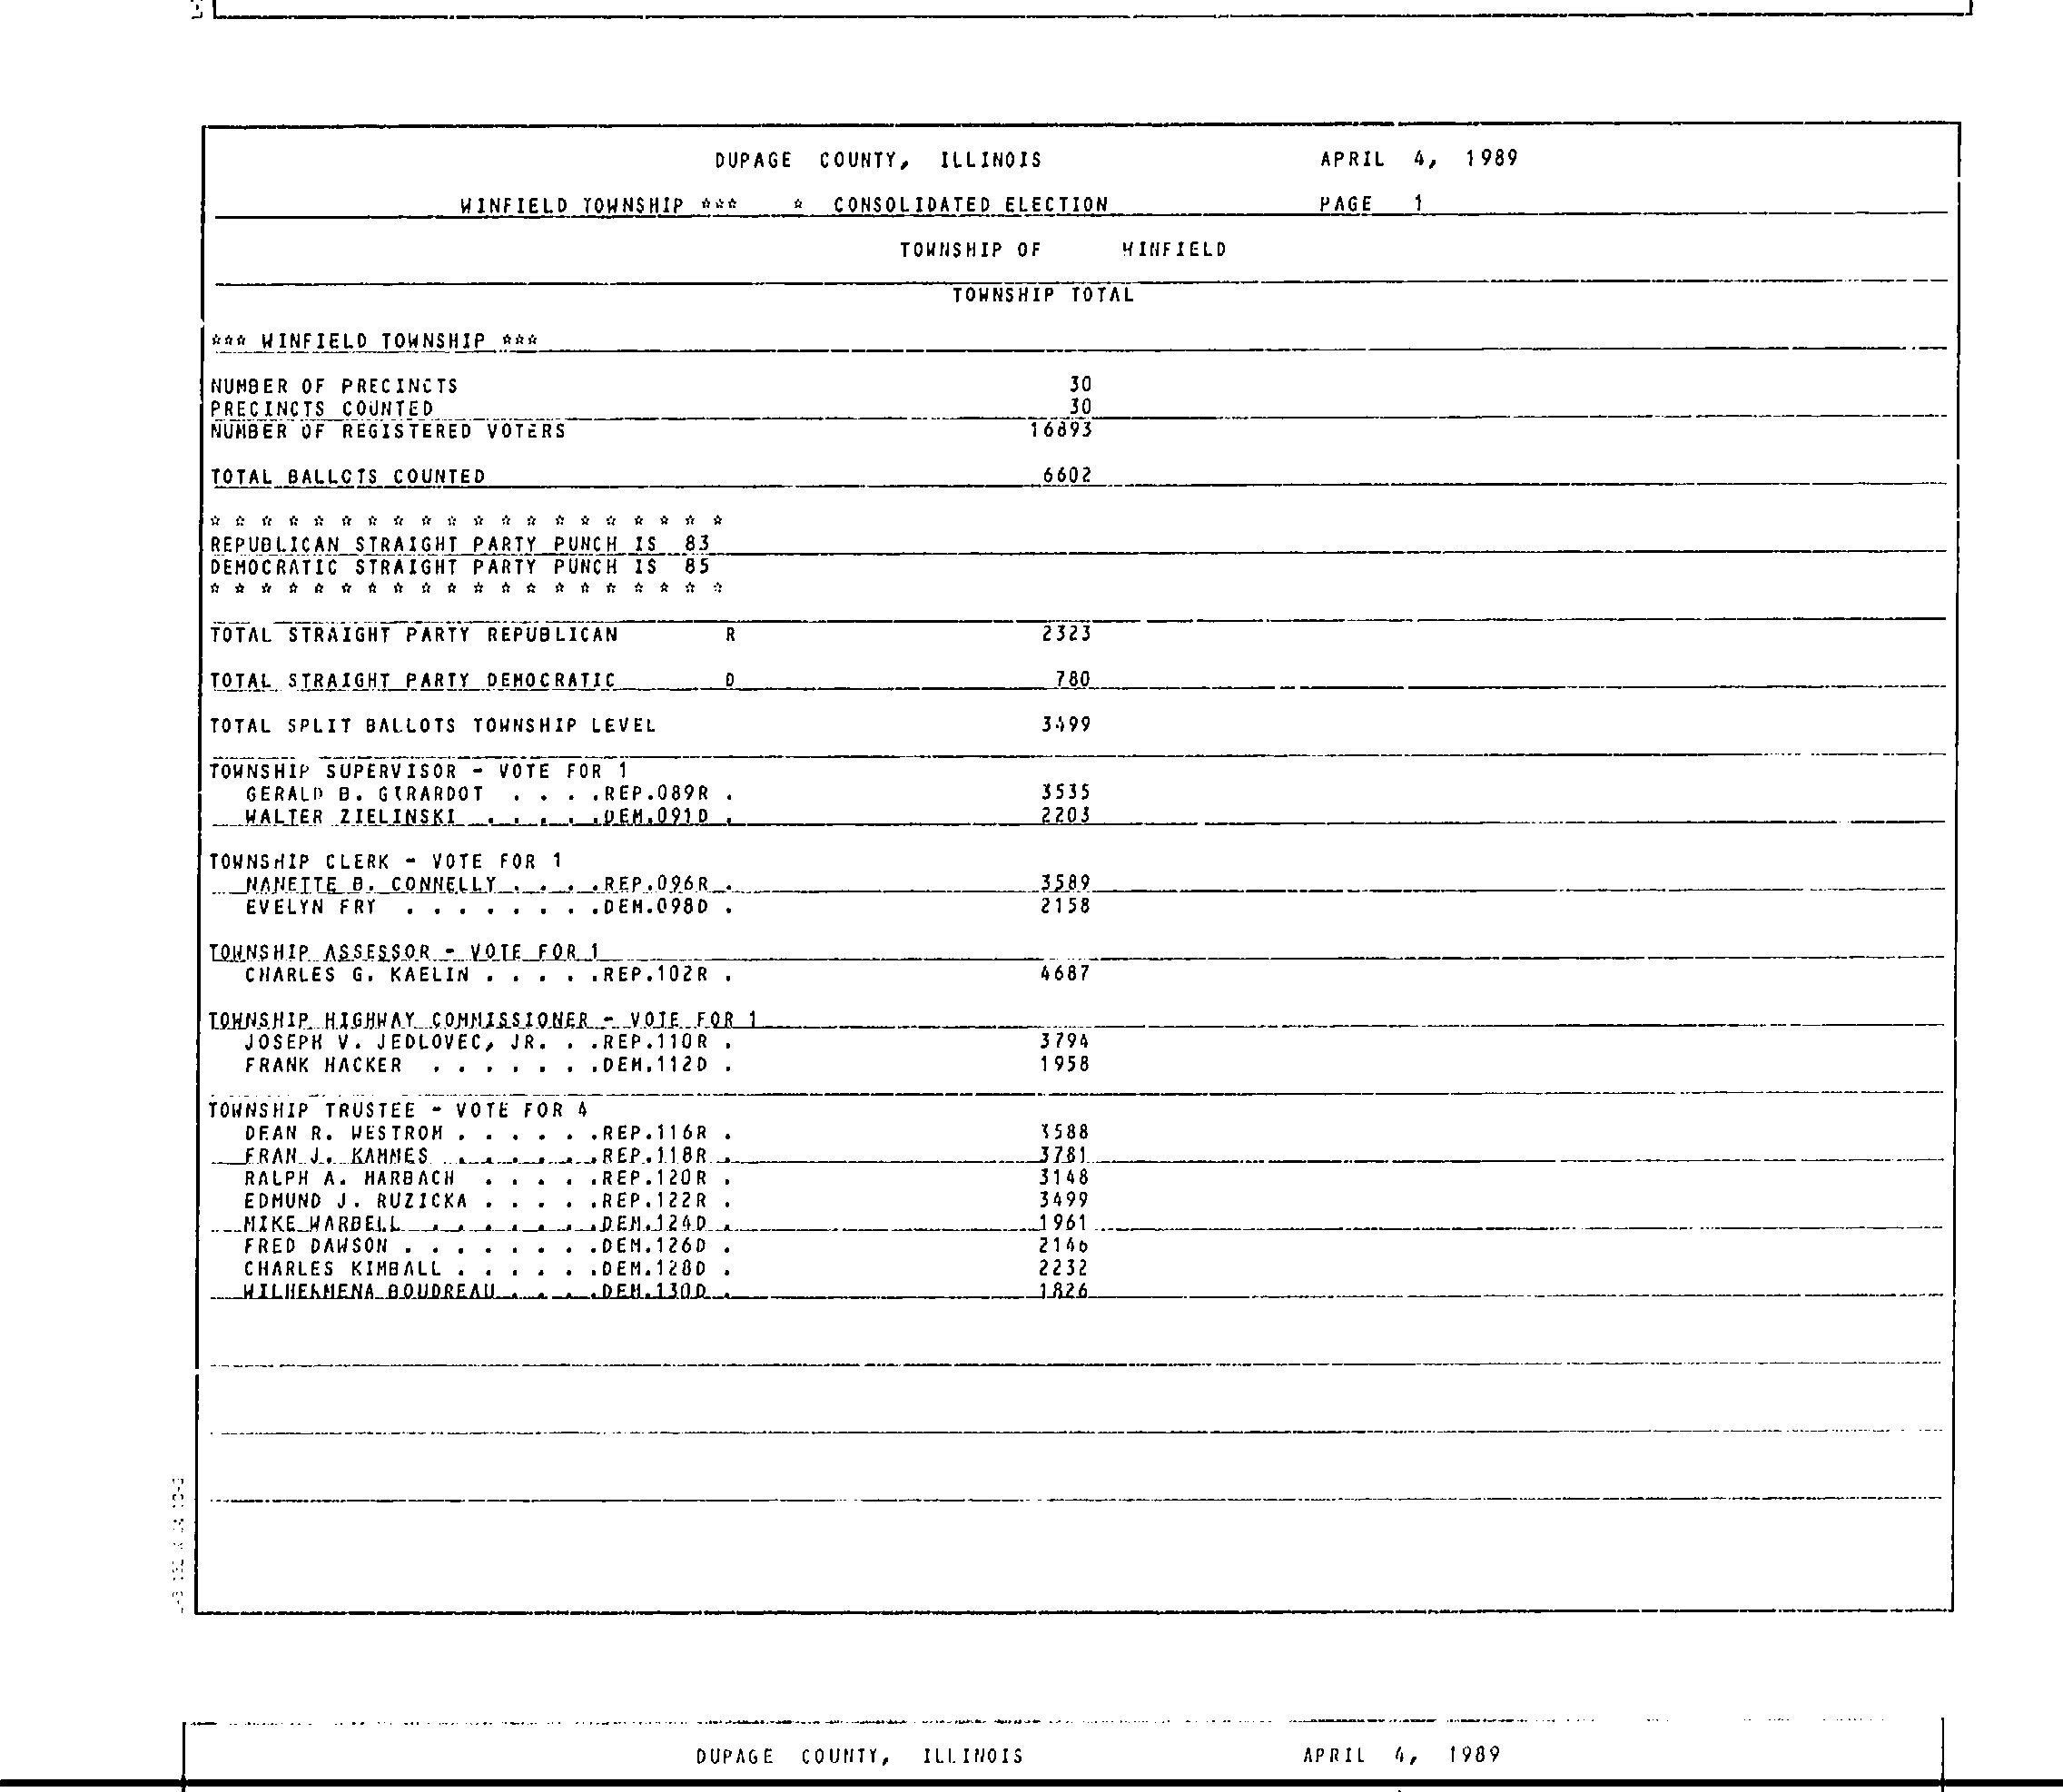 DUPAGE COUNTY, ILLINOIS APRIL 4, 1989
WINFIELD TOWNSHIP *** * CONSOLIDATED ELECTION PAGE 1
TOWNSHIP OF WINFIELD
TOWNSHIP TOTAL
*** WINFIELD TOWNSHIP ***
NUMBER OF PRECINCTS 30
PRECINCTS COUNTED 30
NUMBER OF REGISTERED VOTERS 16893
TOTAL BALLOTS COUNTED 6602
* * * * * * * * * * * * * * * * * * * *
REPUBLICAN STRAIGHT PARTY PUNCH IS 83
DEMOCRATIC STRAIGHT PARTY PUNCH IS 85
* * * * * * * * * * * * * * * * * * * *
TOTAL STRAIGHT PARTY REPUBLICAN R 2323
TOTAL STRAIGHT PARTY DEMOCRATIC D 780
TOTAL SPLIT BALLOTS TOWNSHIP LEVEL 3499
TOWNSHIP SUPERVISOR - VOTE FOR 1
GERALD B. GIRARDOT . . . .REP.089R . 3535
WALTER ZIELINSKI . . . . .DEM.091D . 2203
TOWNSHIP CLERK - VOTE FOR 1
NANETTE B. CONNELLY . . . .REP.096R . 3589
EVELYN FRY . . . . . . . .DEM.098D . 2158
TOWNSHIP ASSESSOR - VOTE FOR 1
CHARLES G. KAELIN . . . . .REP.102R . 4687
TOWNSHIP HIGHWAY COMMISSIONER - VOTE FOR 1
JOSEPH V. JEDLOVEC, JR. . .REP.110R . 3794
FRANK HACKER . . . . . . .DEM.112D . 1958
TOWNSHIP TRUSTEE - VOTE FOR 4
DEAN R. WESTROM . . . . . .REP.116R . 3588
FRAN J. KAMMES . . . . . .REP.118R . 3781
RALPH A. HARBACH . . . . .REP.120R . 3148
EDMUND J. RUZICKA . . . . .REP.122R . 3499
MIKE WARBELL . . . . . . .DEM.124D . 1961
FRED DAWSON . . . . . . . .DEM.126D . 2146
CHARLES KIMBALL . . . . . .DEM.128D . 2232
WILHELMENA BOUDREAU . . . .DEM.130D . 1826
DUPAGE COUNTY, ILLINOIS APRIL 4, 1989